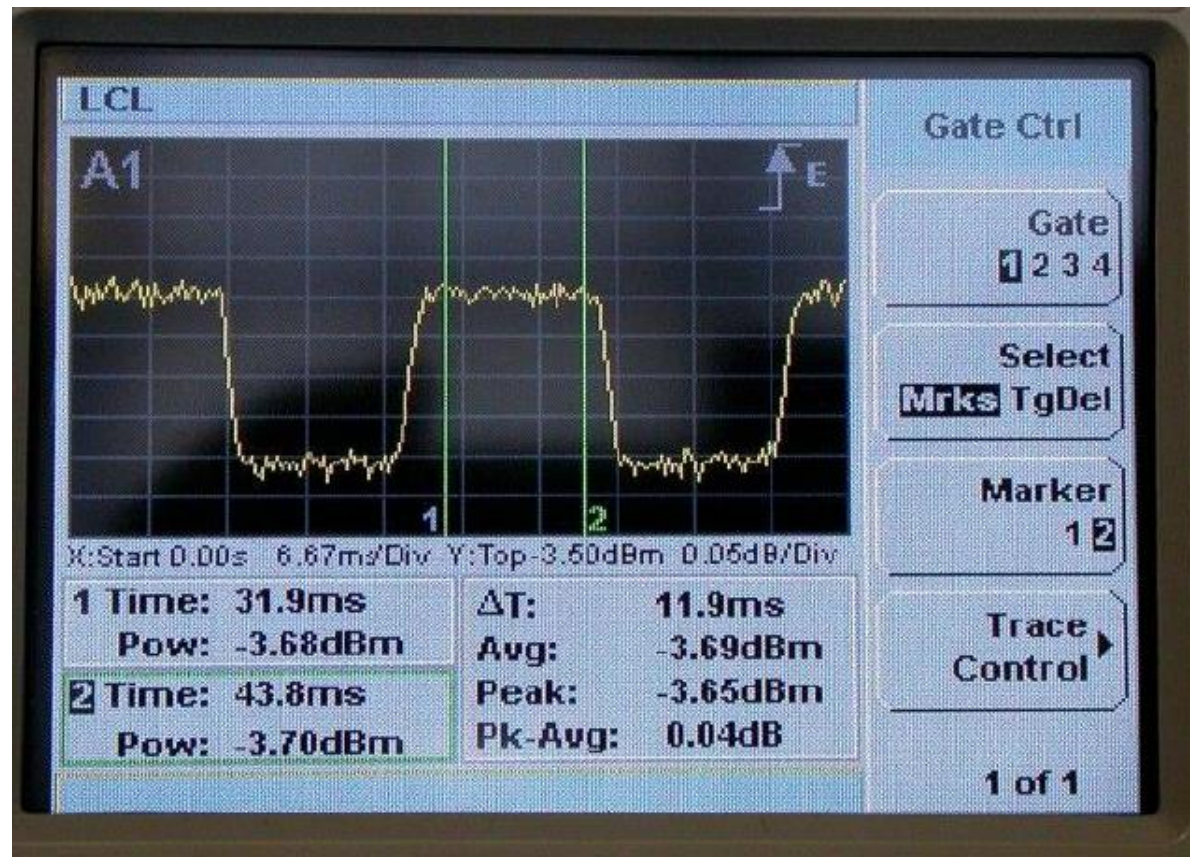 LCL
A1
E
1 2
X:Start 0.00s 6.67ms/Div Y:Top-3.50dBm 0.05dB/Div
1 Time: 31.9ms
Pow: -3.68dBm
2 Time: 43.8ms
Pow: -3.70dBm
ΔT: 11.9ms
Avg: -3.69dBm
Peak: -3.65dBm
Pk-Avg: 0.04dB
Gate Ctrl
Gate
1 2 3 4
Select
Mrks TgDel
Marker
1 2
Trace
Control
1 of 1